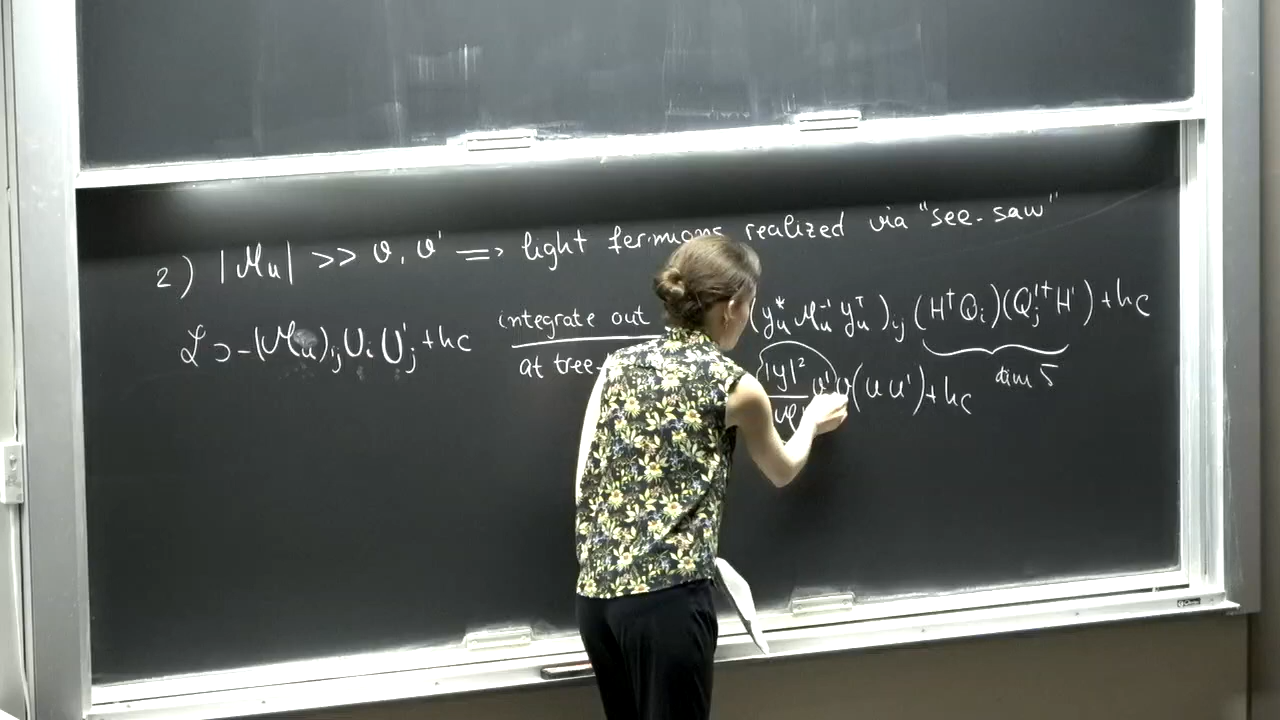 2) |Mu| >> v, v' => light fermions realized via "see-saw"
L ⊃ -(Mu)ij Ui U'j + hc integrate out (yu* Mu^-1 yu^T)ij (H†Qi)(Q'j†H') + hc
at tree- |y|² v' v (u u') + hc dim 5